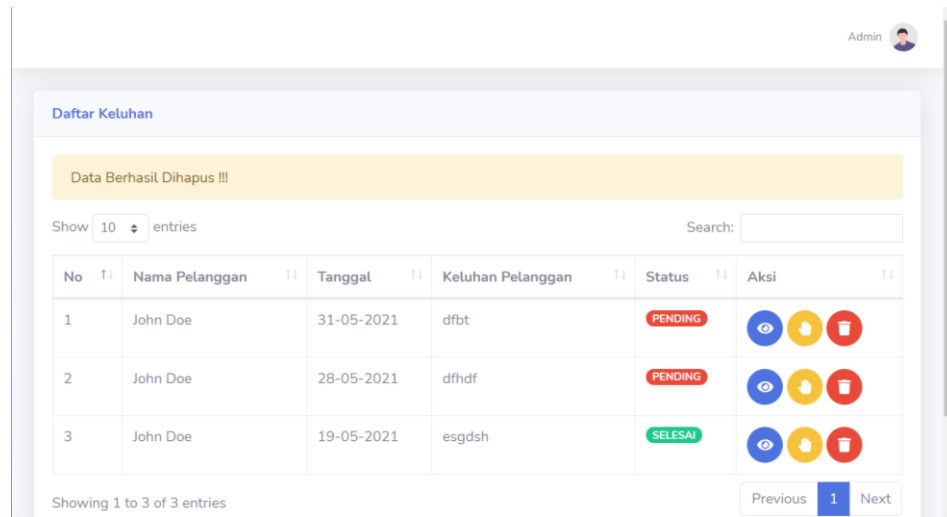 Admin
Daftar Keluhan
Data Berhasil Dihapus !!!
Show 10 entries Search:
No Nama Pelanggan Tanggal Keluhan Pelanggan Status Aksi
1 John Doe 31-05-2021 dfbt PENDING
2 John Doe 28-05-2021 dfhdf PENDING
3 John Doe 19-05-2021 esgdsh SELESAI
Showing 1 to 3 of 3 entries Previous 1 Next